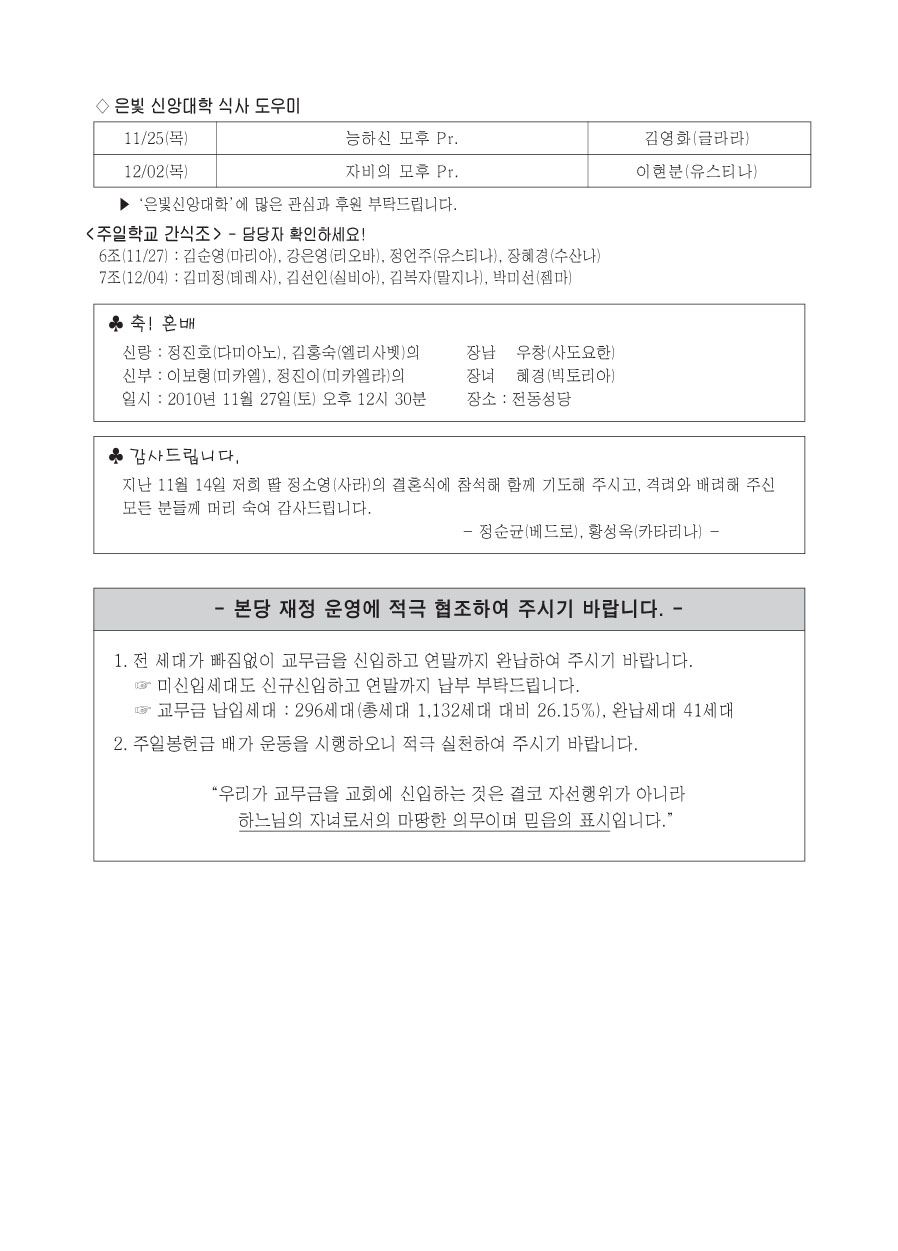 ◇ 은빛 신앙대학 식사 도우미
11/25(목) 능하신 모후 Pr. 김영화(글라라)
12/02(목) 자비의 모후 Pr. 이현분(유스티나)
▶ '은빛신앙대학'에 많은 관심과 후원 부탁드립니다.
<주일학교 간식조> - 담당자 확인하세요!
6조(11/27) : 김순영(마리아), 강은영(리오바), 정언주(유스티나), 장혜경(수산나)
7조(12/04) : 김미정(데레사), 김선인(실비아), 김복자(말지나), 박미선(젬마)
♣ 축! 혼배
신랑 : 정진호(다미아노), 김홍숙(엘리사벳)의 장남 우창(사도요한)
신부 : 이보형(미카엘), 정진이(미카엘라)의 장녀 혜경(빅토리아)
일시 : 2010년 11월 27일(토) 오후 12시 30분 장소 : 전동성당
♣ 감사드립니다.
지난 11월 14일 저희 딸 정소영(사라)의 결혼식에 참석해 함께 기도해 주시고, 격려와 배려해 주신
모든 분들께 머리 숙여 감사드립니다.
- 정순균(베드로), 황성옥(카타리나) -
- 본당 재정 운영에 적극 협조하여 주시기 바랍니다. -
1. 전 세대가 빠짐없이 교무금을 신입하고 연말까지 완납하여 주시기 바랍니다.
☞ 미신입세대도 신규신입하고 연말까지 납부 부탁드립니다.
☞ 교무금 납입세대 : 296세대(총세대 1,132세대 대비 26.15%), 완납세대 41세대
2. 주일봉헌금 배가 운동을 시행하오니 적극 실천하여 주시기 바랍니다.
"우리가 교무금을 교회에 신입하는 것은 결코 자선행위가 아니라
하느님의 자녀로서의 마땅한 의무이며 믿음의 표시입니다."